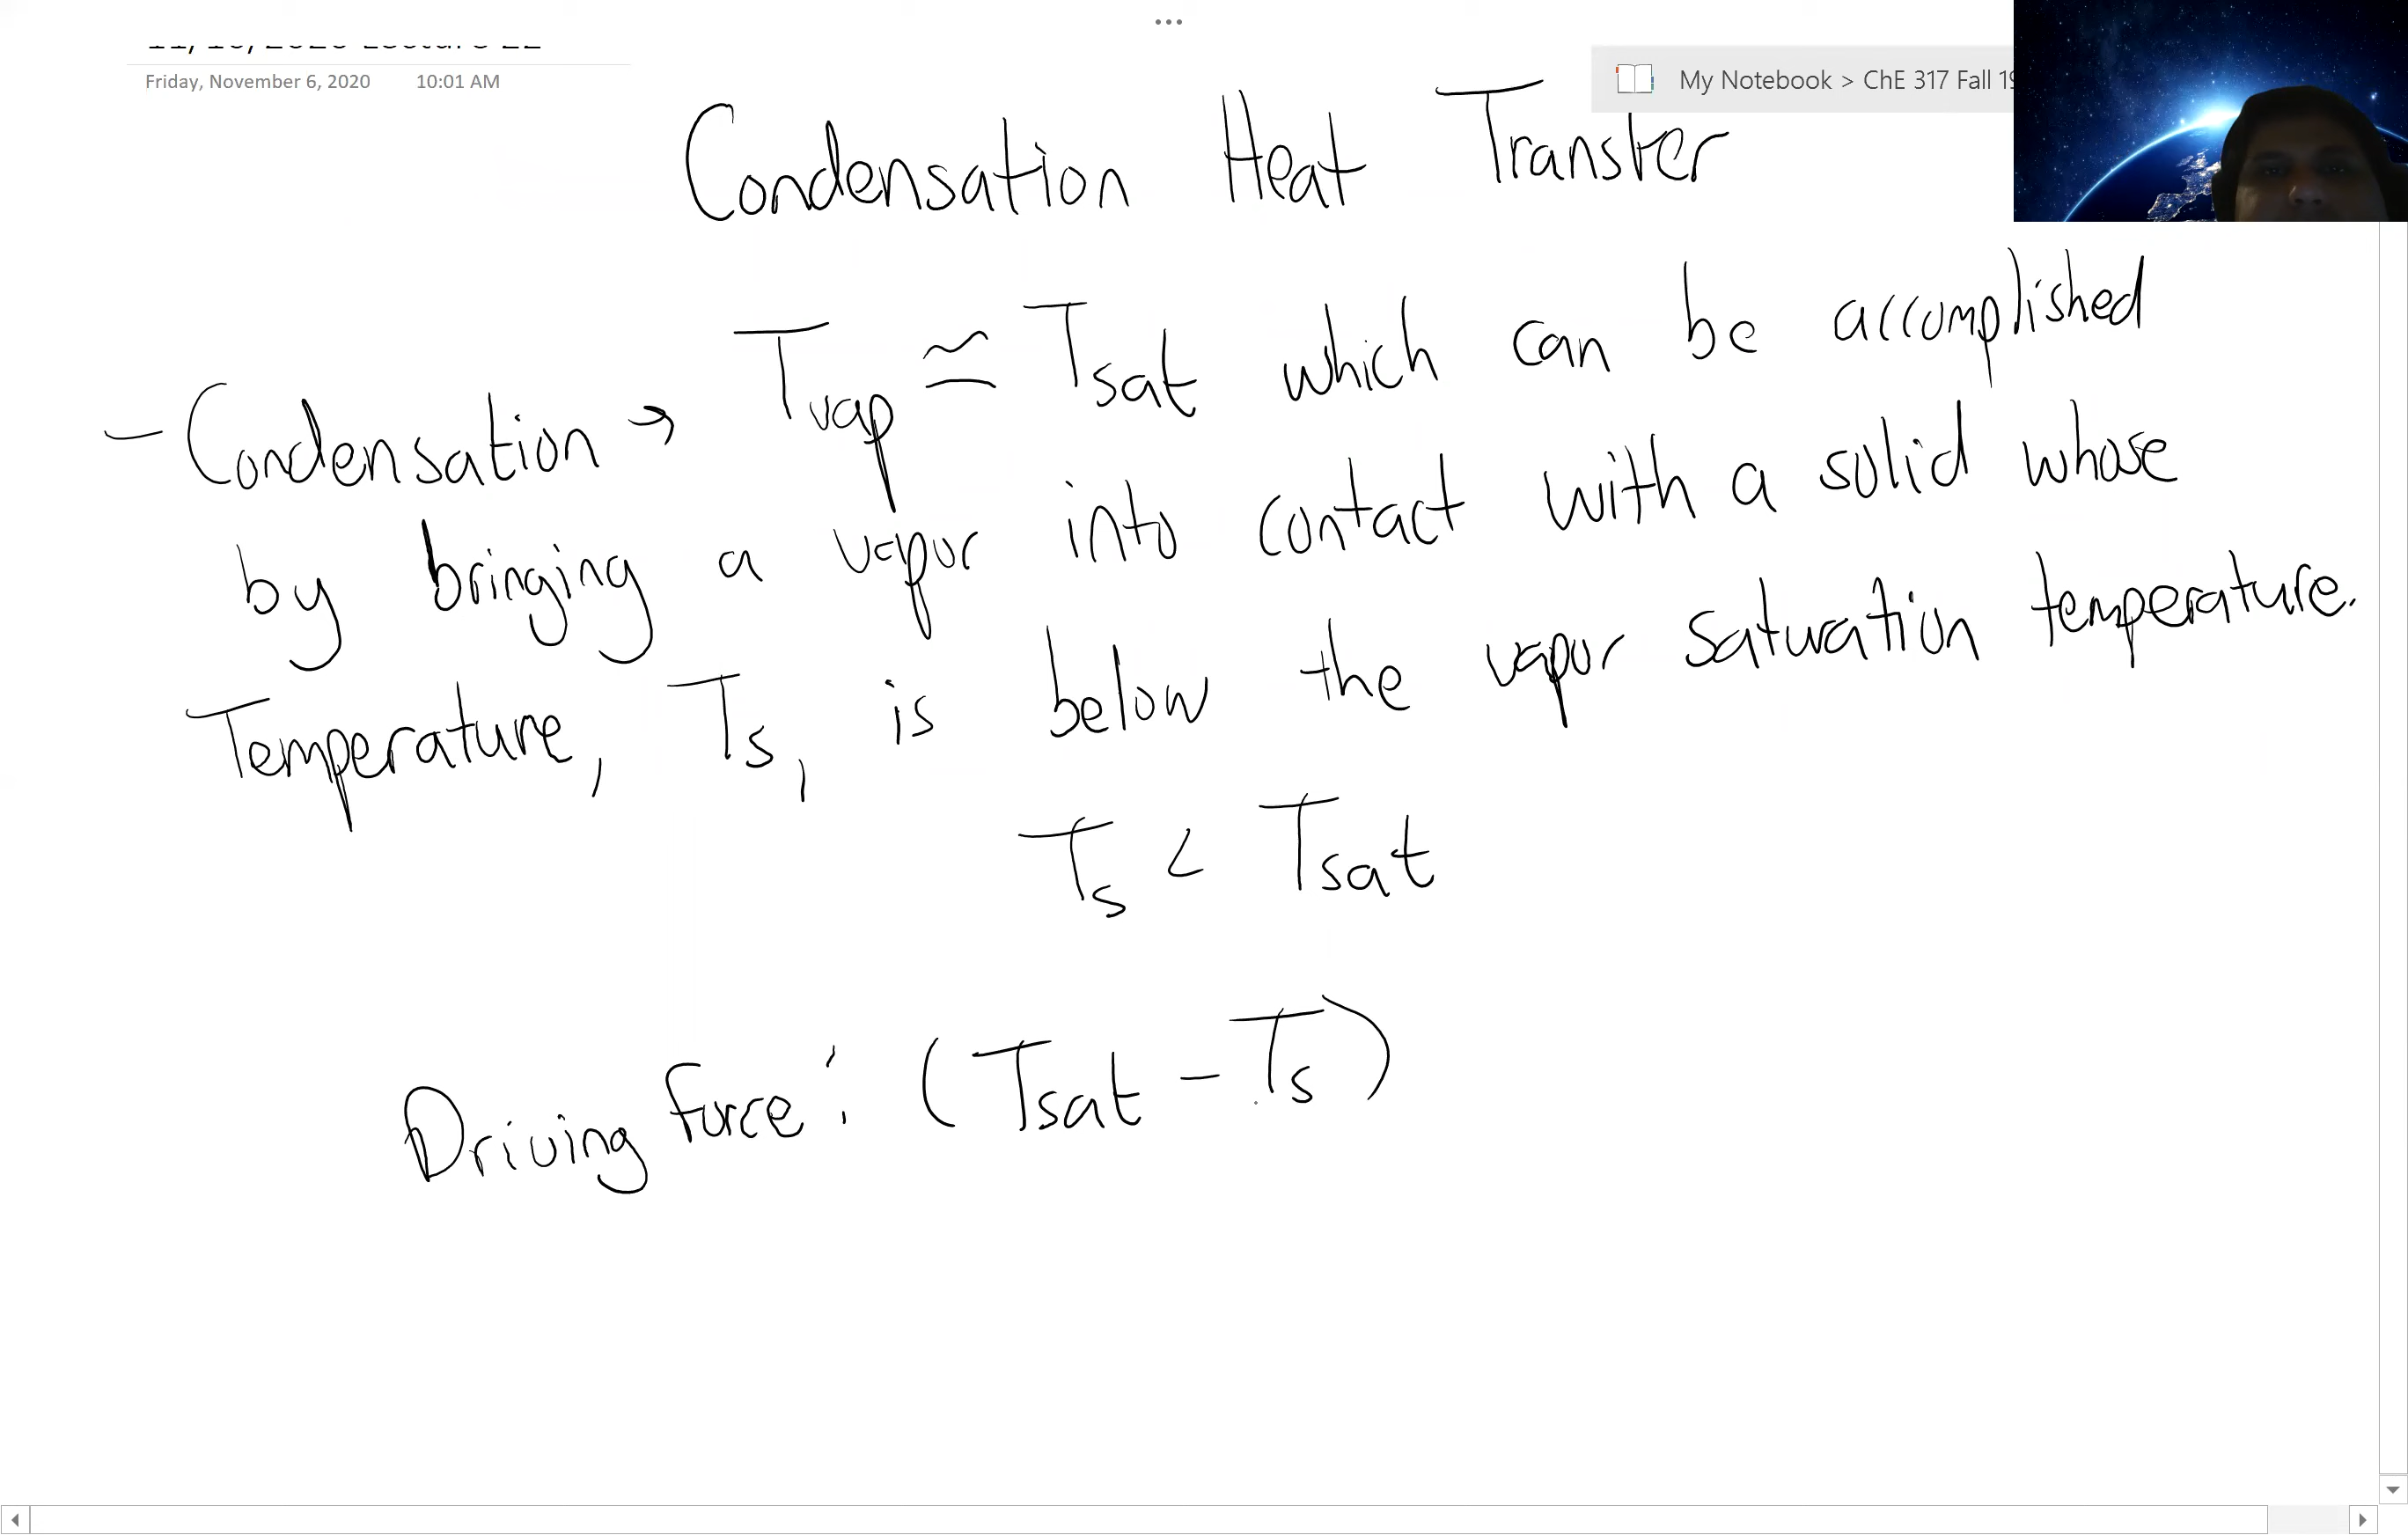 Friday, November 6, 2020 10:01 AM
My Notebook > ChE 317 Fall
Condensation Heat Transfer
- Condensation → Tvap ≅ Tsat which can be accomplished
by bringing a vapor into contact with a solid whose
Temperature, Ts, is below the vapor saturation temperature.
Ts < Tsat
Driving force: (Tsat - Ts)